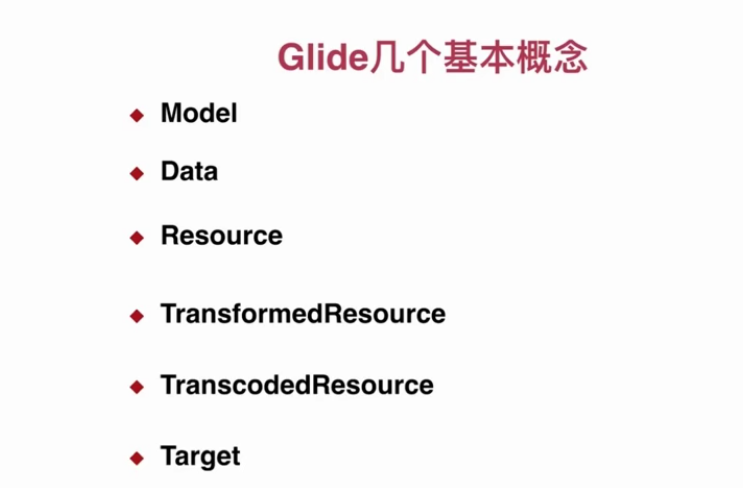 Glide几个基本概念
◆ Model
◆ Data
◆ Resource
◆ TransformedResource
◆ TranscodedResource
◆ Target